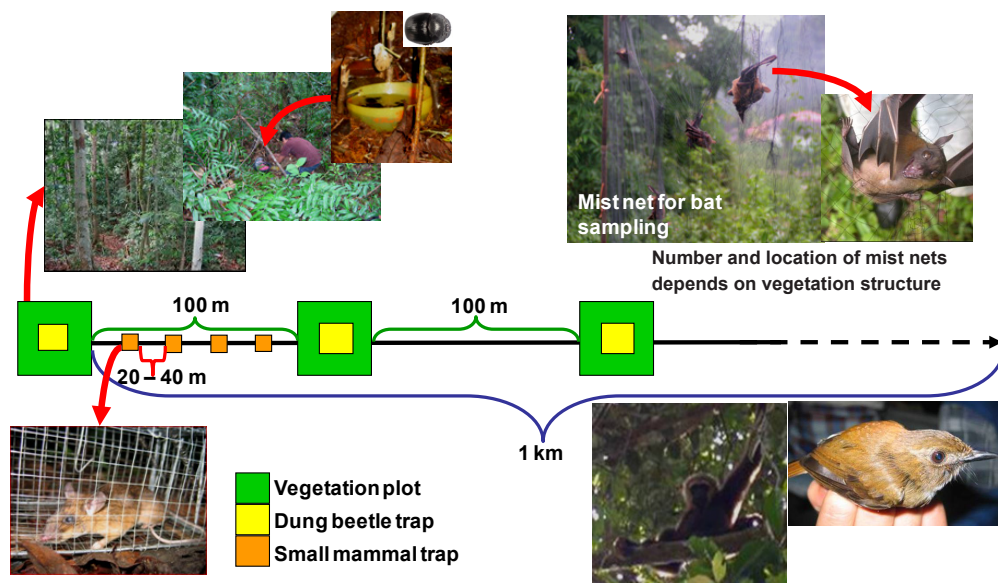 Mist net for bat
sampling
Number and location of mist nets
depends on vegetation structure
100 m
100 m
20 – 40 m
1 km
Vegetation plot
Dung beetle trap
Small mammal trap